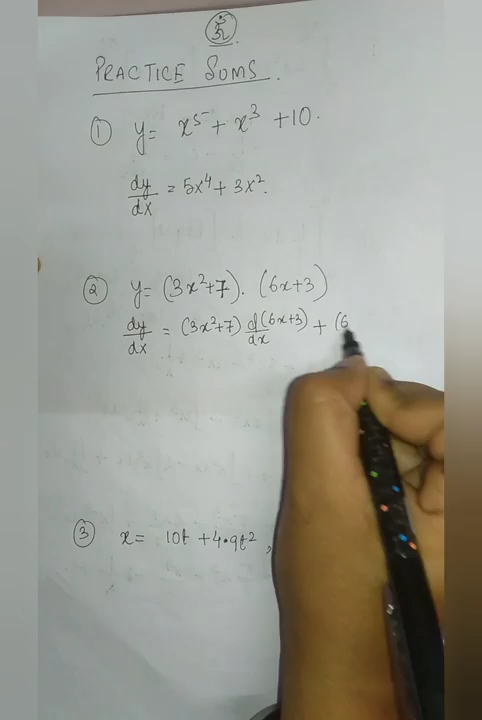 ૐ
PRACTICE SUMS.
① y = x⁵ + x³ + 10.
dy/dx = 5x⁴ + 3x².
② y = (3x²+7). (6x+3)
dy/dx = (3x²+7) d(6x+3)/dx + (6
③ x = 10t + 4.9t²,